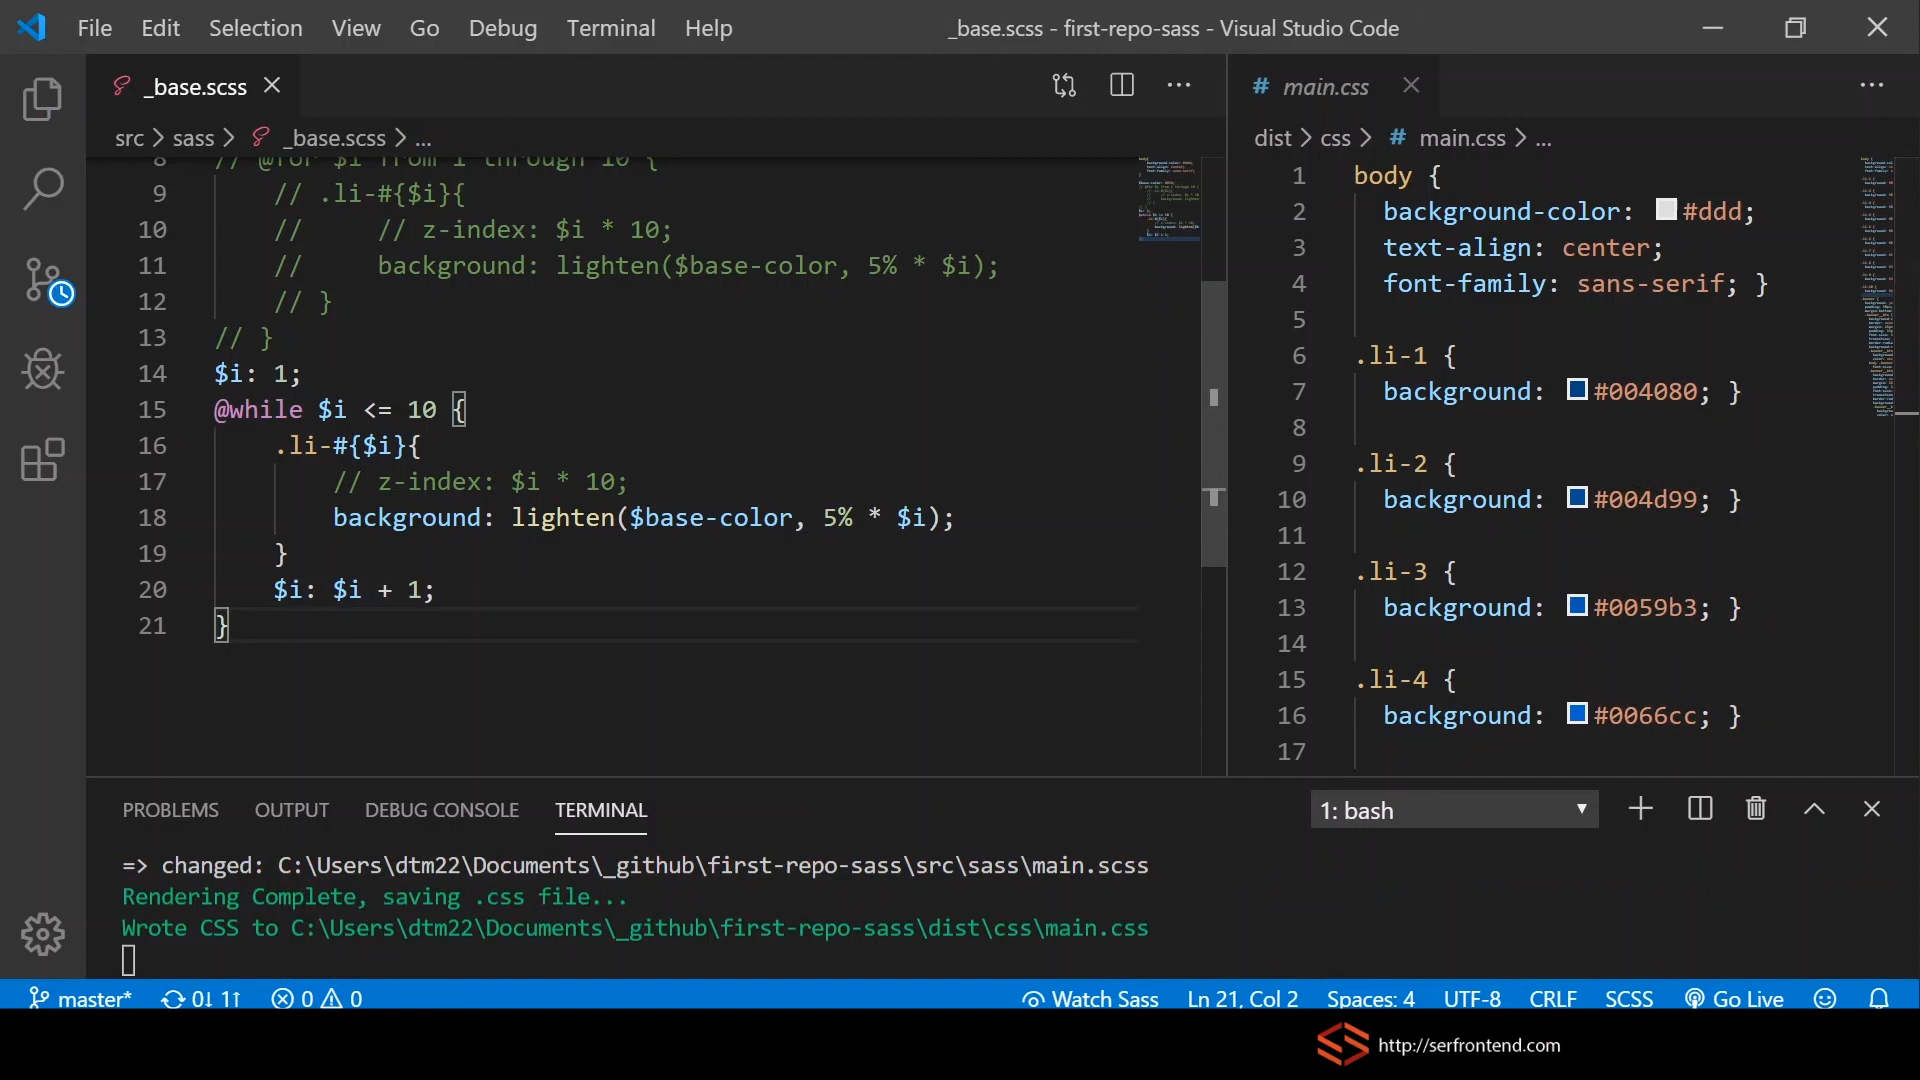 File Edit Selection View Go Debug Terminal Help
_base.scss - first-repo-sass - Visual Studio Code
_base.scss
src > sass > _base.scss > ...
8 // @for $i from 1 through 10 {
9 // .li-#{$i}{
10 // // z-index: $i * 10;
11 // background: lighten($base-color, 5% * $i);
12 // }
13 // }
14 $i: 1;
15 @while $i <= 10 {
16 .li-#{$i}{
17 // z-index: $i * 10;
18 background: lighten($base-color, 5% * $i);
19 }
20 $i: $i + 1;
21 }
# main.css
dist > css > # main.css > ...
1 body {
2 background-color: #ddd;
3 text-align: center;
4 font-family: sans-serif; }
5
6 .li-1 {
7 background: #004080; }
8
9 .li-2 {
10 background: #004d99; }
11
12 .li-3 {
13 background: #0059b3; }
14
15 .li-4 {
16 background: #0066cc; }
17
PROBLEMS OUTPUT DEBUG CONSOLE TERMINAL
1: bash
=> changed: C:\Users\dtm22\Documents\_github\first-repo-sass\src\sass\main.scss
Rendering Complete, saving .css file...
Wrote CSS to C:\Users\dtm22\Documents\_github\first-repo-sass\dist\css\main.css
master* 0↓ 1↑ 0 0
Watch Sass Ln 21, Col 2 Spaces: 4 UTF-8 CRLF SCSS Go Live
http://serfrontend.com